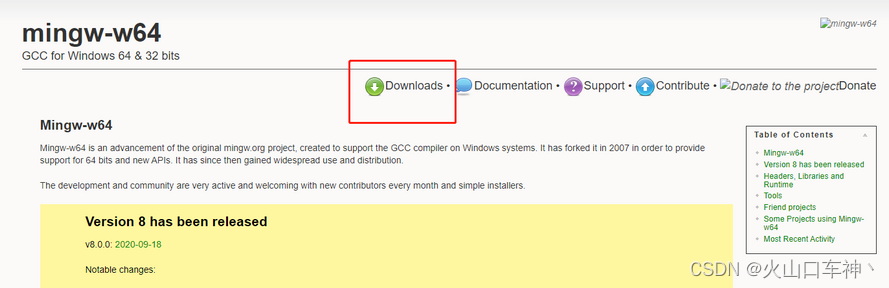 mingw-w64
mingw-w64
GCC for Windows 64 & 32 bits
Downloads • Documentation • Support • Contribute • Donate to the projectDonate
Mingw-w64
Mingw-w64 is an advancement of the original mingw.org project, created to support the GCC compiler on Windows systems. It has forked it in 2007 in order to provide
support for 64 bits and new APIs. It has since then gained widespread use and distribution.
The development and community are very active and welcoming with new contributors every month and simple installers.
Version 8 has been released
v8.0.0: 2020-09-18
Notable changes:
Table of Contents
Mingw-w64
Version 8 has been released
Headers, Libraries and
Runtime
Tools
Friend projects
Some Projects using Mingw-
w64
Most Recent Activity
CSDN @火山口车神丶